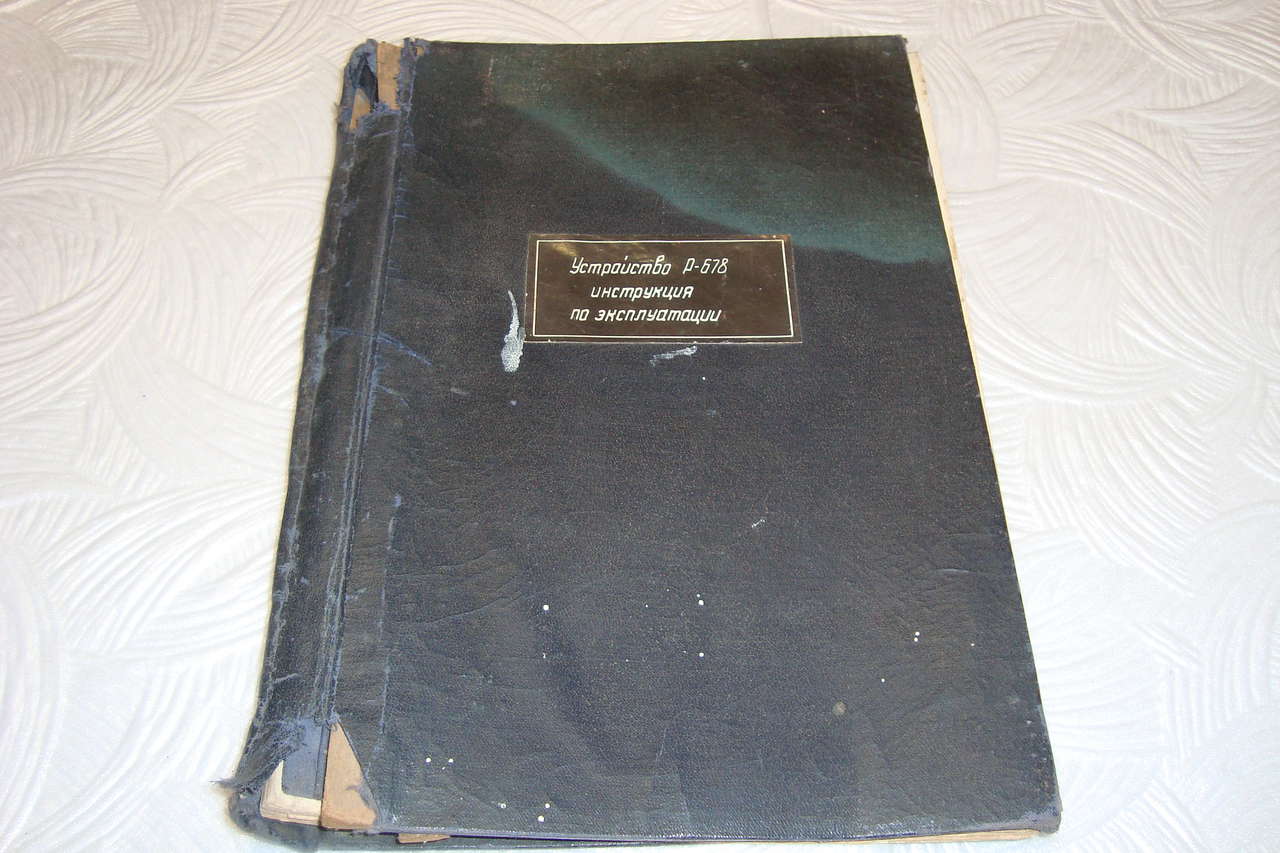 Устройство Р-678
инструкция
по эксплуатации